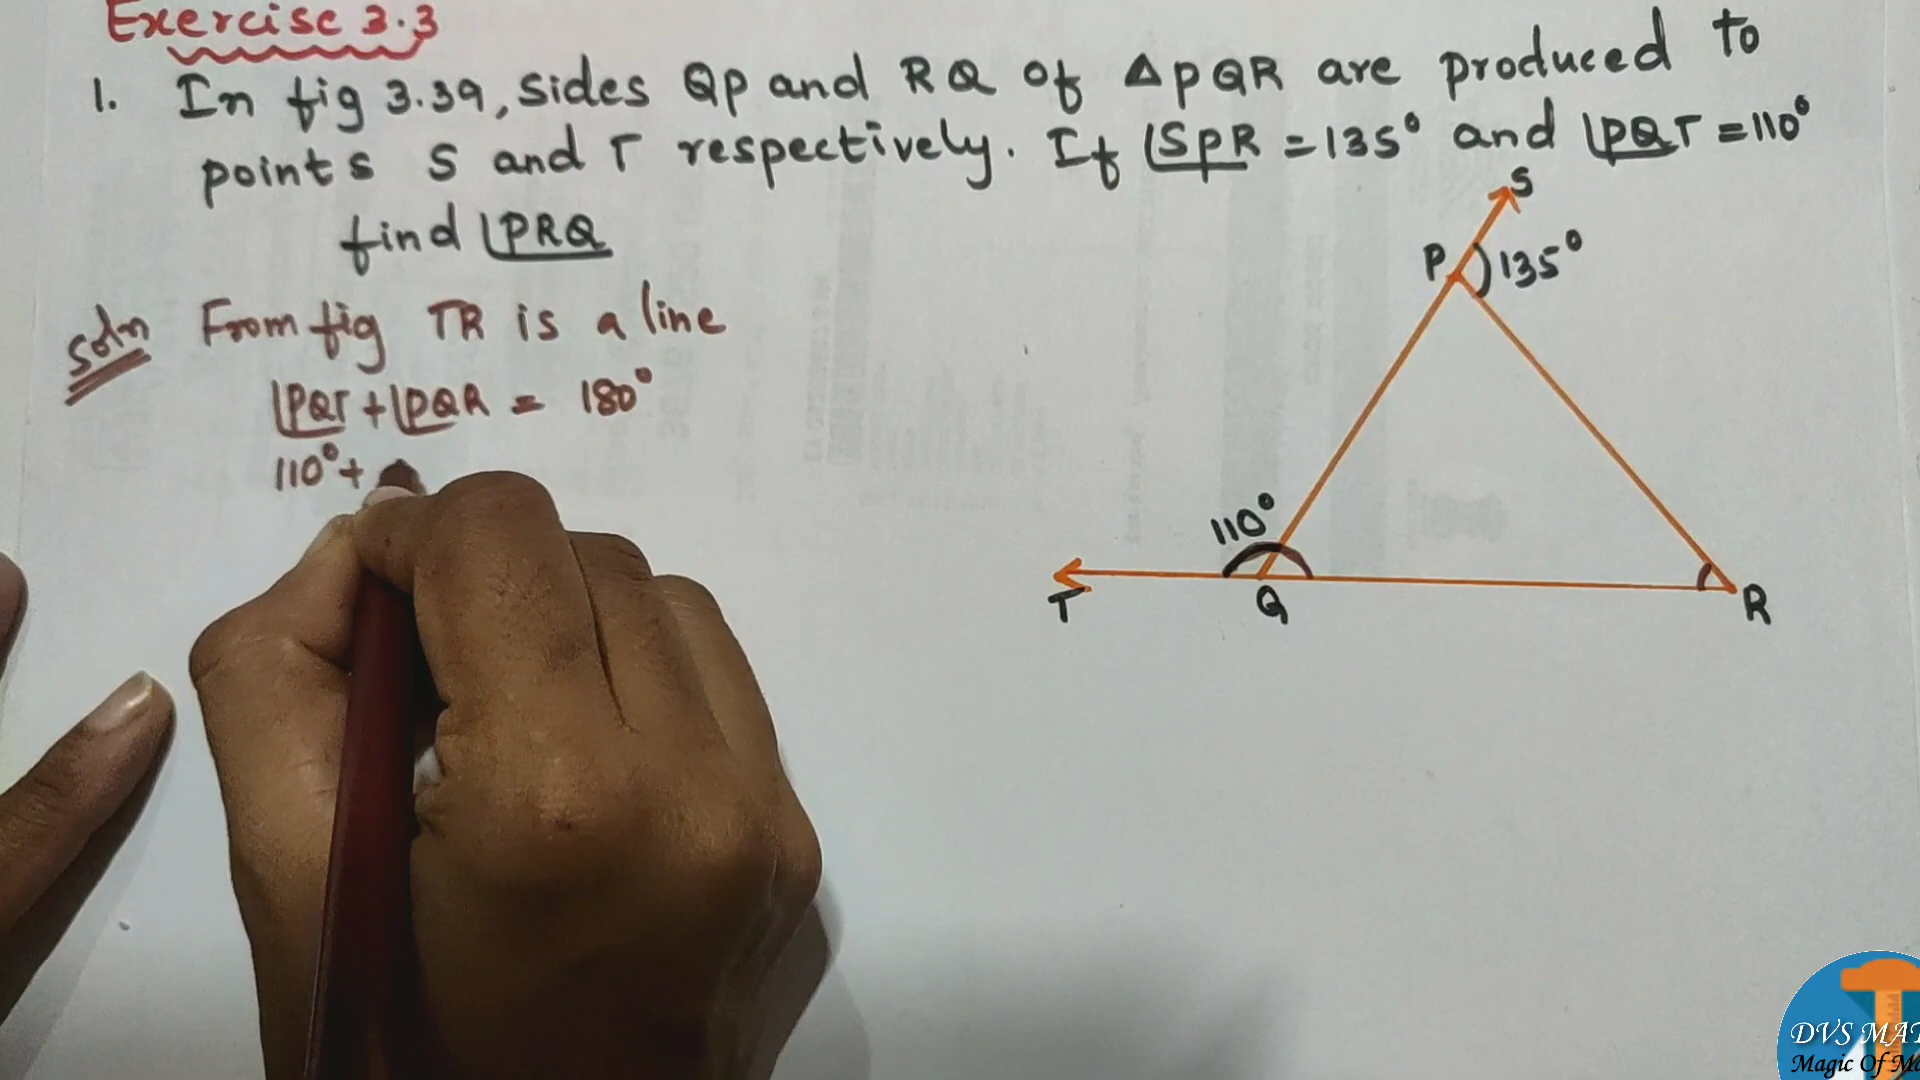 Exercise 3.3
1. In fig 3.39, sides QP and RQ of ΔPQR are produced to
points S and T respectively. If ∠SPR = 135° and ∠PQT = 110°
find ∠PRQ
Soln From fig TR is a line
∠PQT + ∠PQR = 180°
110° +
S
P 135°
110°
T Q R
DVS MAT
Magic Of Ma